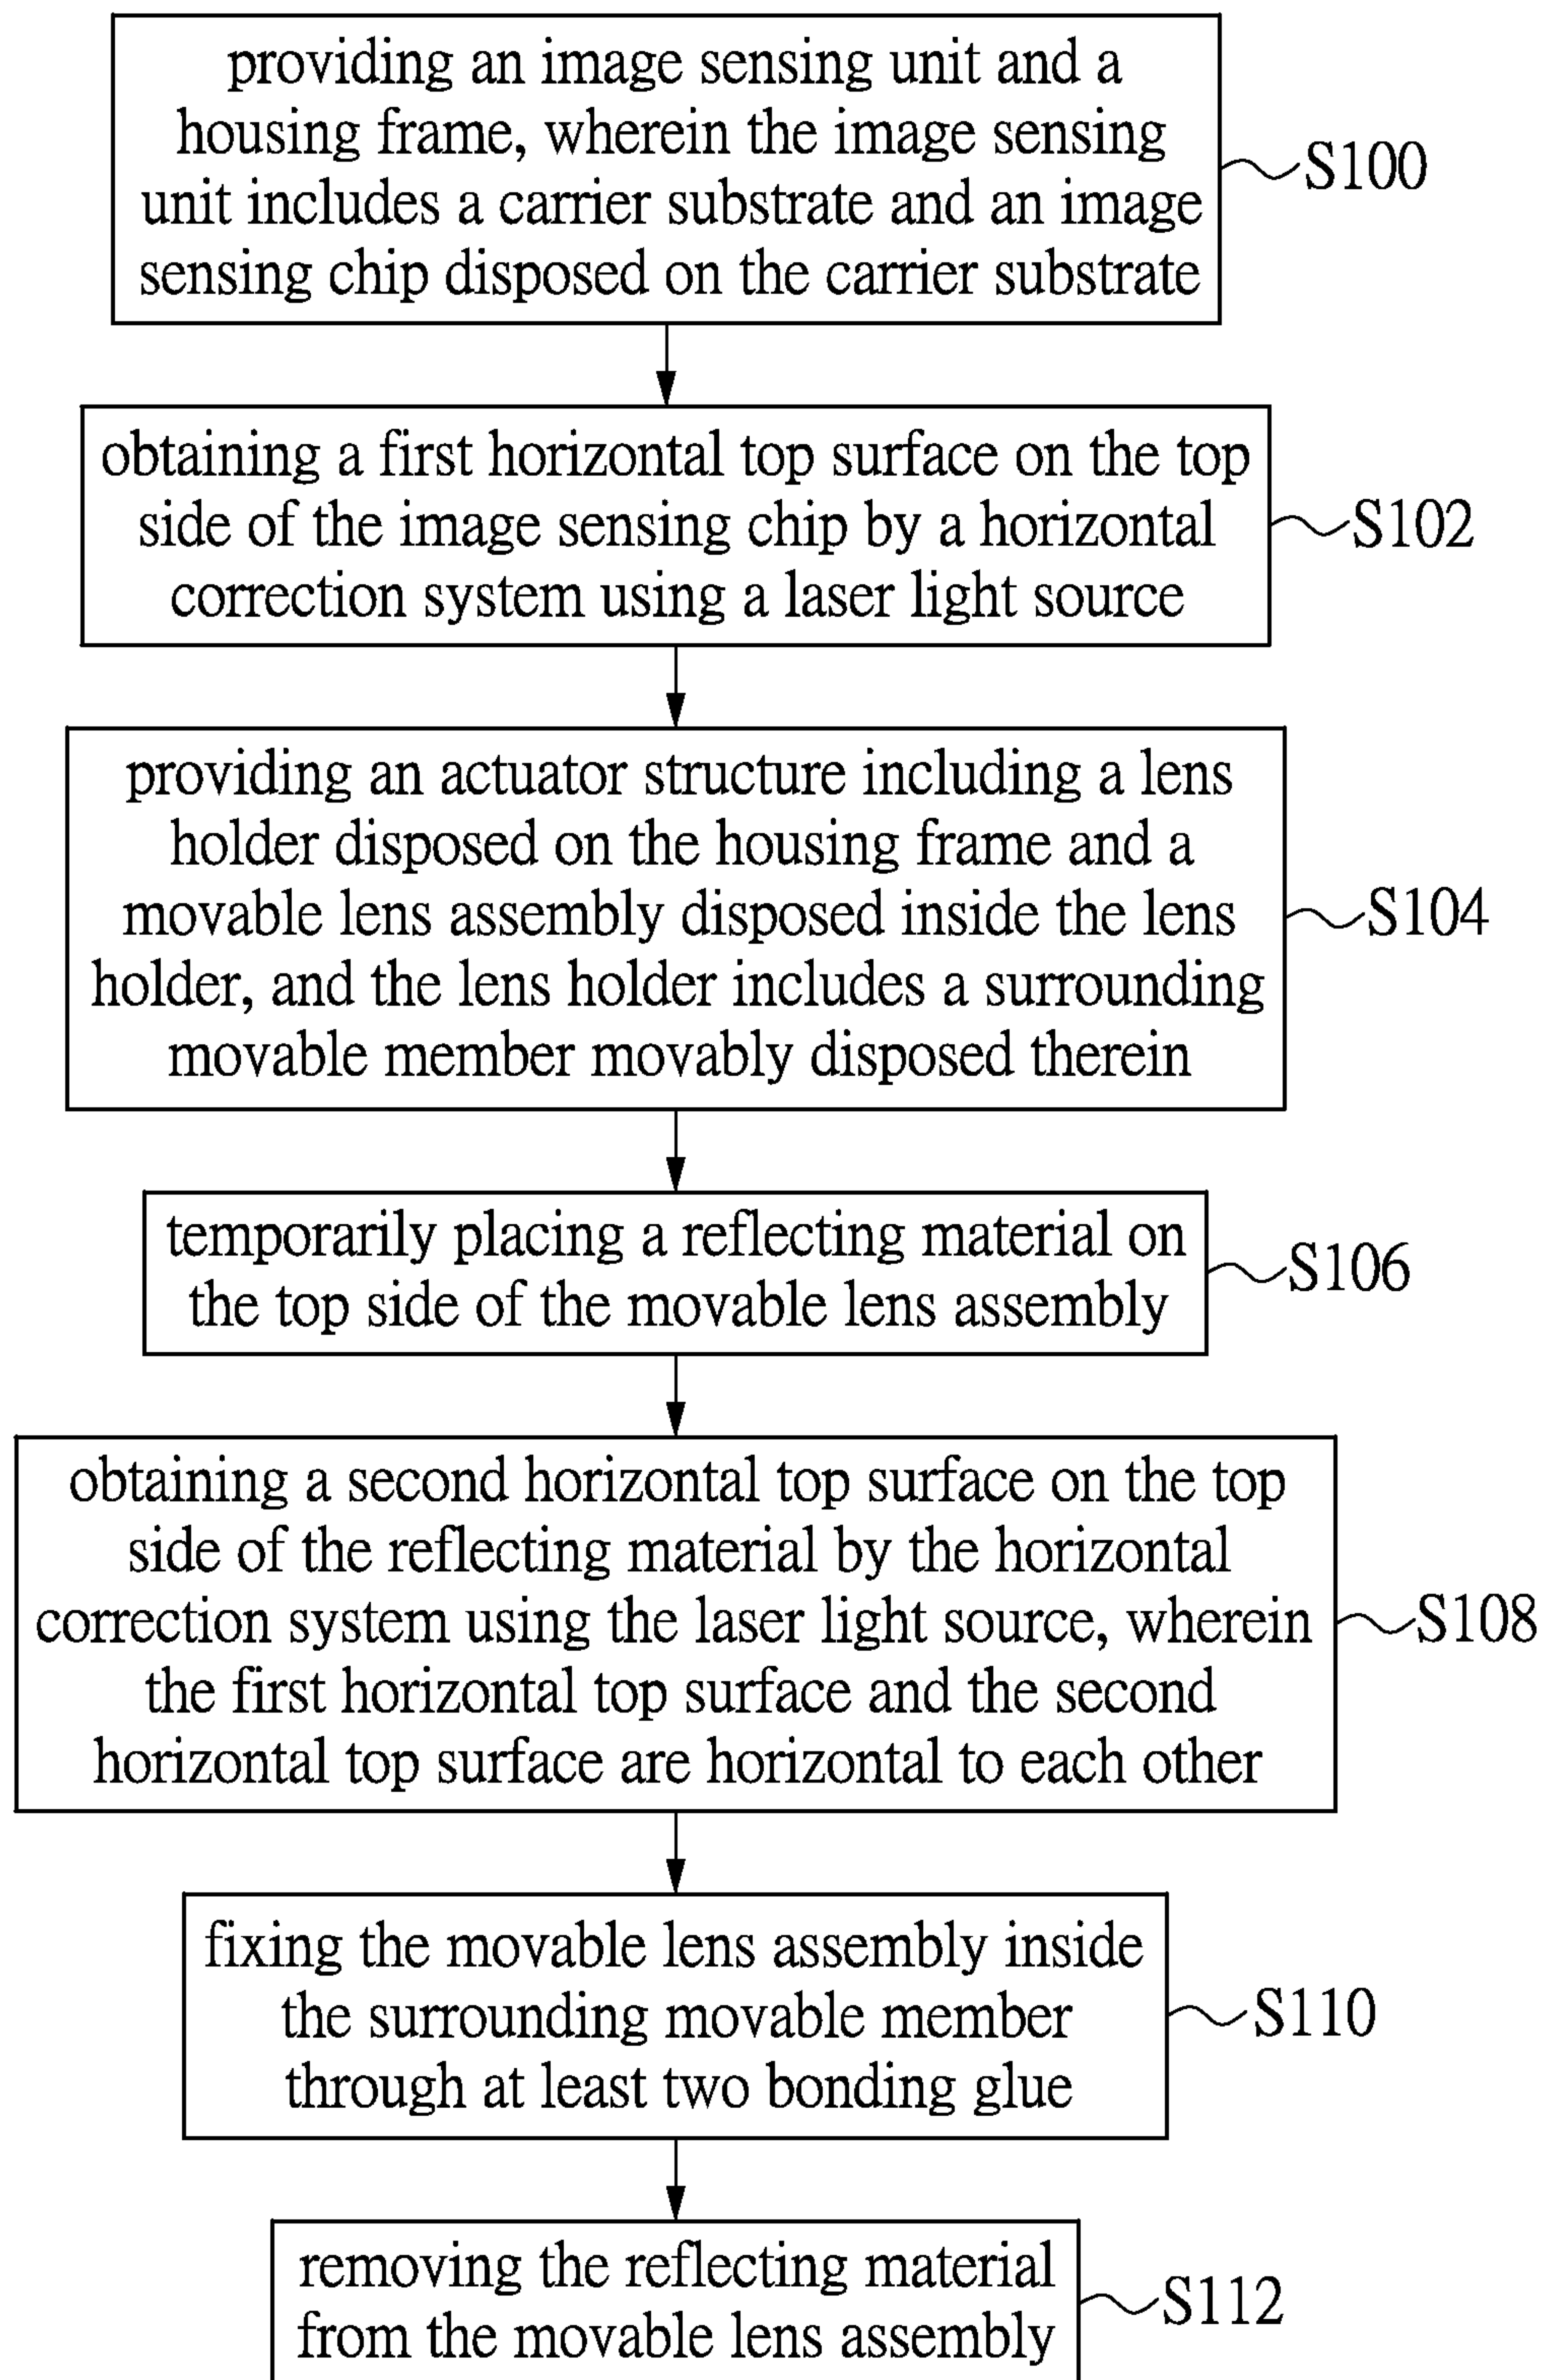 providing an image sensing unit and a
housing frame, wherein the image sensing
unit includes a carrier substrate and an image
sensing chip disposed on the carrier substrate
S100
obtaining a first horizontal top surface on the top
side of the image sensing chip by a horizontal
correction system using a laser light source
S102
providing an actuator structure including a lens
holder disposed on the housing frame and a
movable lens assembly disposed inside the lens
holder, and the lens holder includes a surrounding
movable member movably disposed therein
S104
temporarily placing a reflecting material on
the top side of the movable lens assembly
S106
obtaining a second horizontal top surface on the top
side of the reflecting material by the horizontal
correction system using the laser light source, wherein
the first horizontal top surface and the second
horizontal top surface are horizontal to each other
S108
fixing the movable lens assembly inside
the surrounding movable member
through at least two bonding glue
S110
removing the reflecting material
from the movable lens assembly
S112